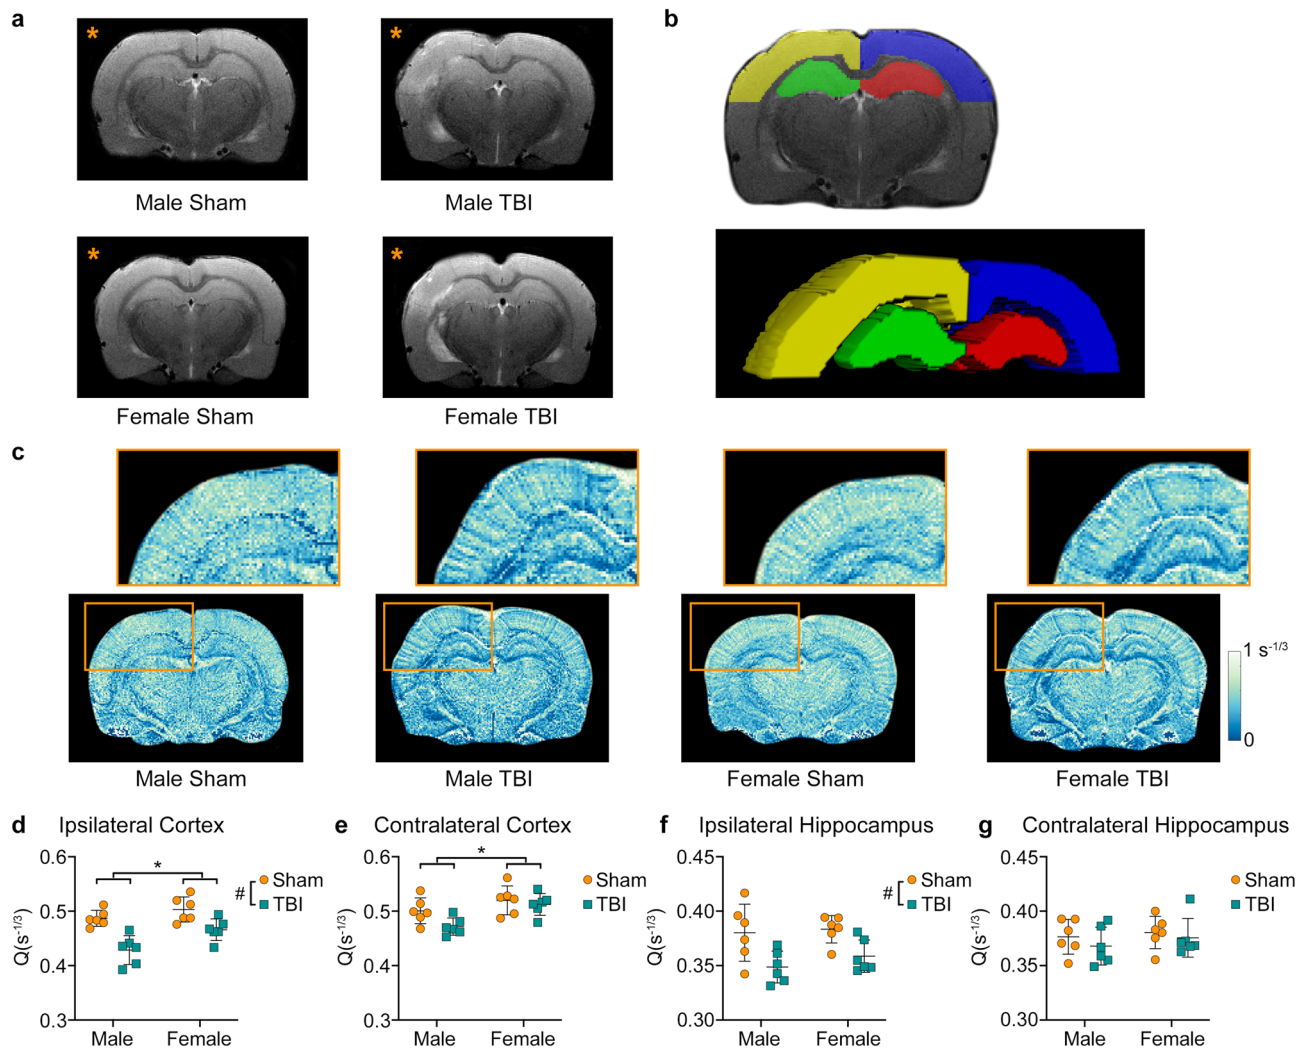 a
*
*
Male Sham
Male TBI
*
*
Female Sham
Female TBI
b
c
1 s-1/3
0
Male Sham
Male TBI
Female Sham
Female TBI
d Ipsilateral Cortex
0.6
0.5
0.4
0.3
Q(s-1/3)
*
# Sham
TBI
Male Female
e Contralateral Cortex
0.6
0.5
0.4
0.3
Q(s-1/3)
*
Sham
TBI
Male Female
f Ipsilateral Hippocampus
0.45
0.40
0.35
0.30
Q(s-1/3)
# Sham
TBI
Male Female
g Contralateral Hippocampus
0.45
0.40
0.35
0.30
Q(s-1/3)
Sham
TBI
Male Female